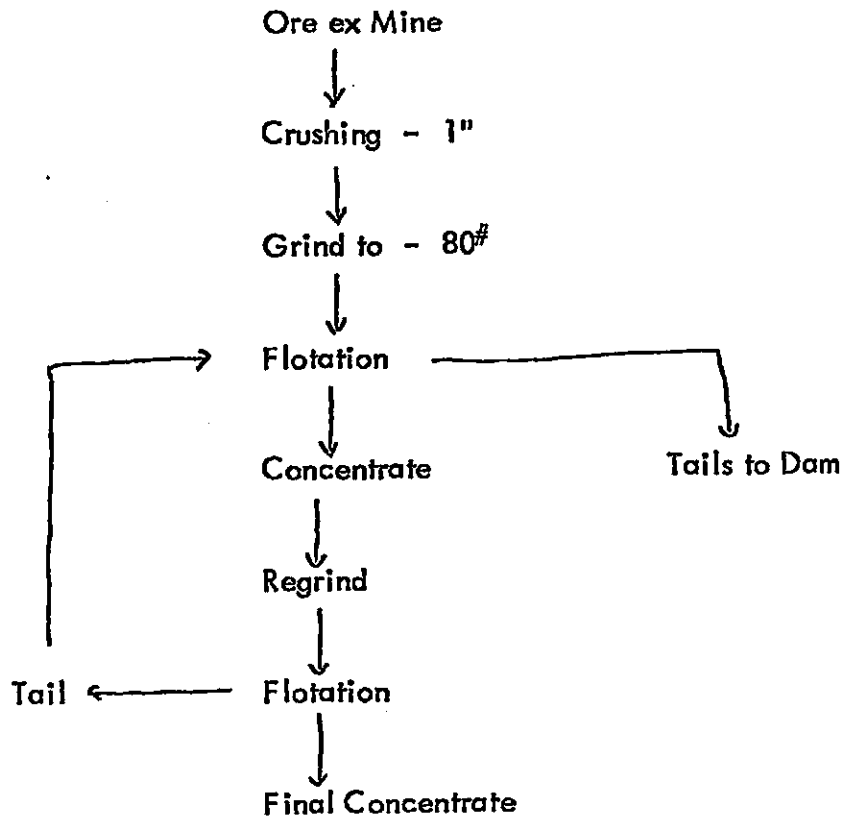 Ore ex Mine
Crushing - 1"
Grind to - 80#
Flotation
Concentrate
Tails to Dam
Regrind
Tail
Flotation
Final Concentrate